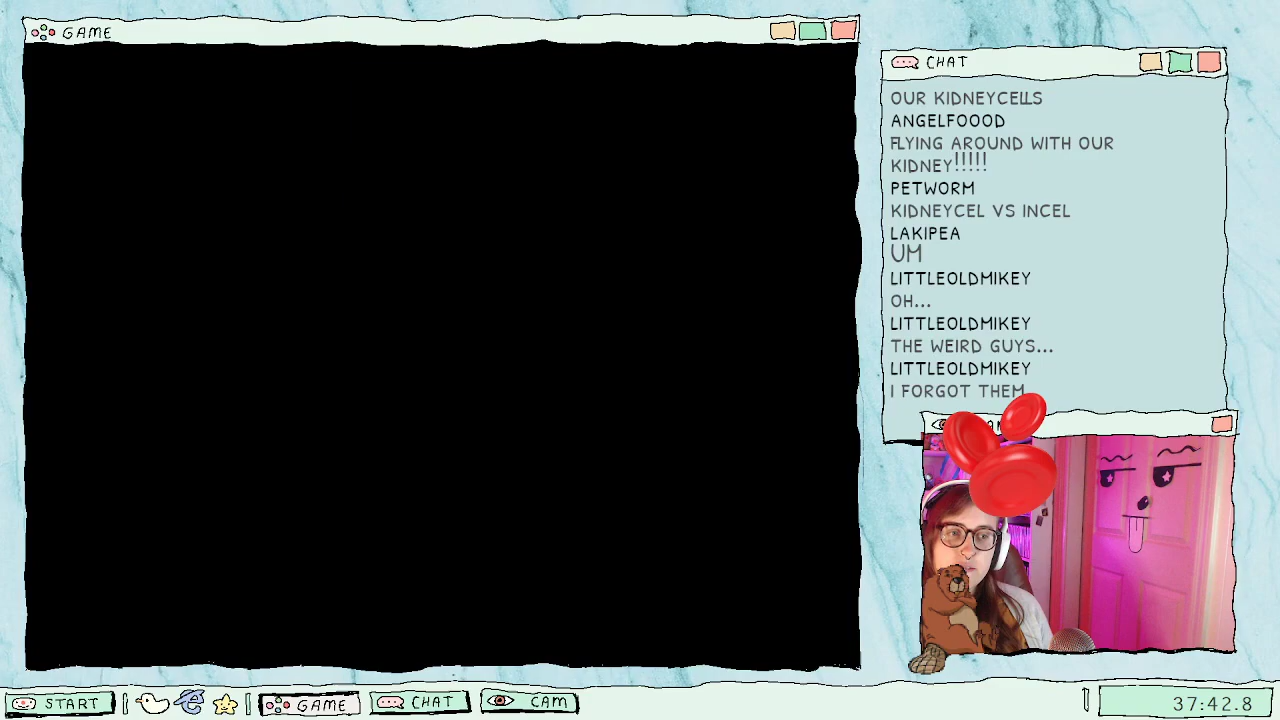 GAME
CHAT
OUR KIDNEYCELLS
ANGELFOOOD
FLYING AROUND WITH OUR
KIDNEY!!!!!
PETWORM
KIDNEYCEL VS INCEL
LAKIPEA
UM
LITTLEOLDMIKEY
OH...
LITTLEOLDMIKEY
THE WEIRD GUYS...
LITTLEOLDMIKEY
I FORGOT THEM
START
GAME
CHAT
CAM
37:42.8